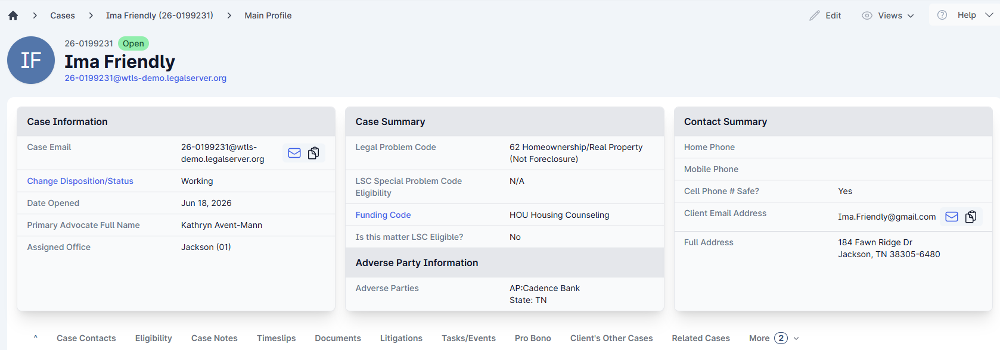 Cases
Ima Friendly (26-0199231)
Main Profile
Edit
Views
Help
IF
26-0199231 Open
Ima Friendly
26-0199231@wtls-demo.legalserver.org
Case Information
Case Email
26-0199231@wtls-
demo.legalserver.org
Change Disposition/Status
Working
Date Opened
Jun 18, 2026
Primary Advocate Full Name
Kathryn Avent-Mann
Assigned Office
Jackson (01)
Case Summary
Legal Problem Code
62 Homeownership/Real Property
(Not Foreclosure)
LSC Special Problem Code
Eligibility
N/A
Funding Code
HOU Housing Counseling
Is this matter LSC Eligible?
No
Adverse Party Information
Adverse Parties
AP:Cadence Bank
State: TN
Contact Summary
Home Phone
Mobile Phone
Cell Phone # Safe?
Yes
Client Email Address
Ima.Friendly@gmail.com
Full Address
184 Fawn Ridge Dr
Jackson, TN 38305-6480
Case Contacts
Eligibility
Case Notes
Timeslips
Documents
Litigations
Tasks/Events
Pro Bono
Client's Other Cases
Related Cases
More 2